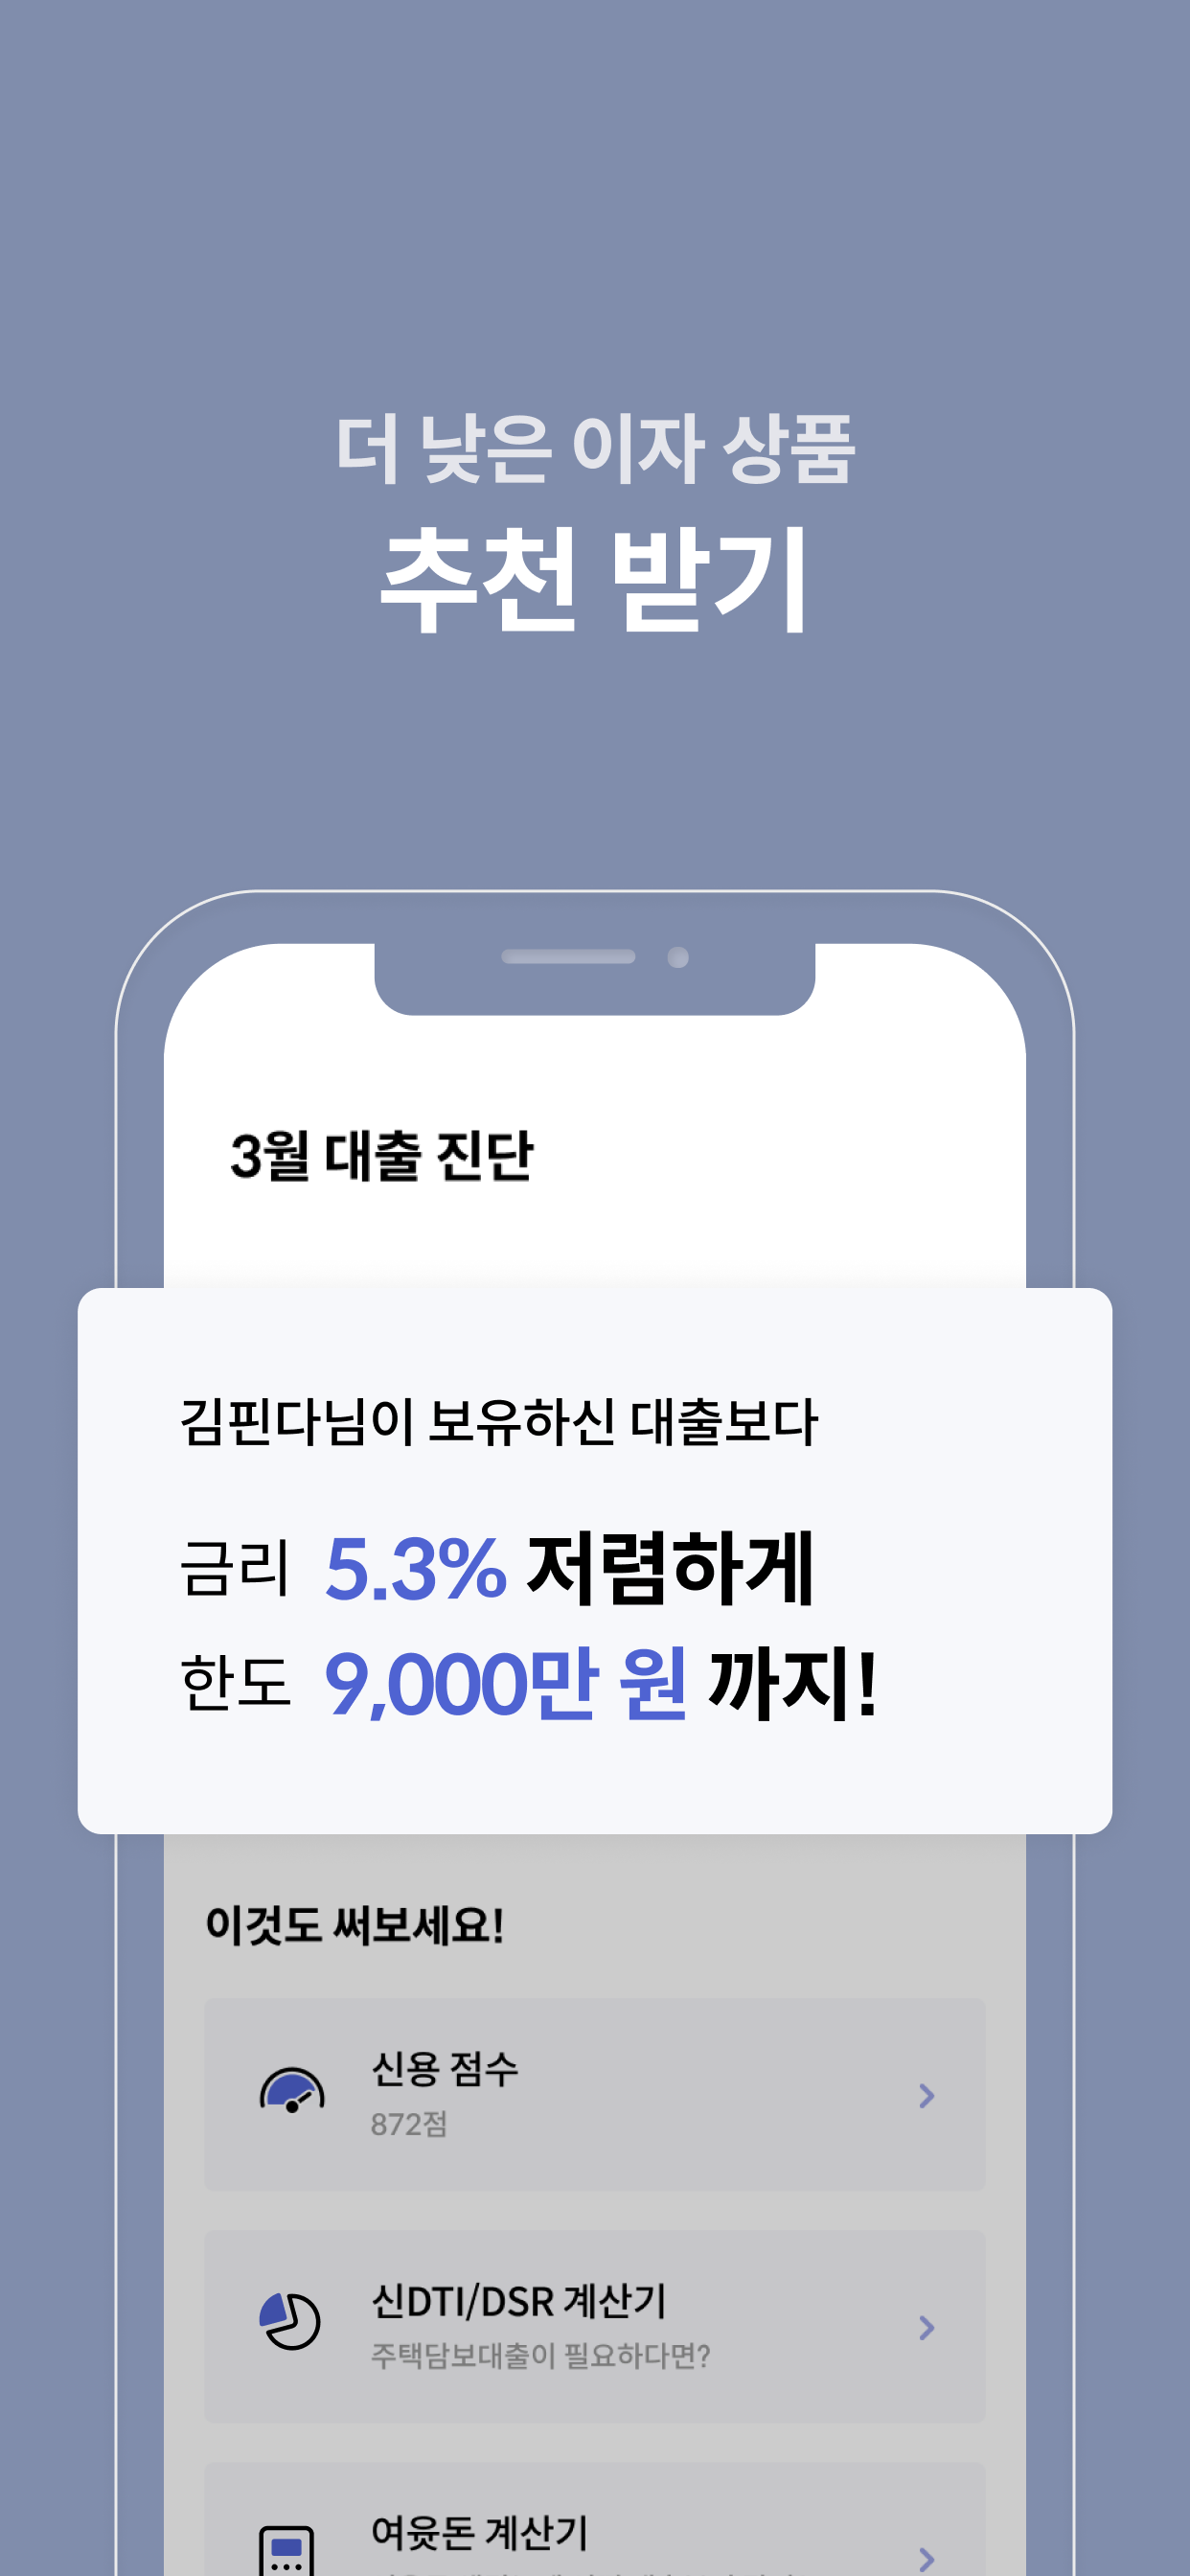 더 낮은 이자 상품
추천 받기
3월 대출 진단
김핀다님이 보유하신 대출보다
금리 5.3% 저렴하게
한도 9,000만 원 까지!
이것도 써보세요!
신용 점수
872점
신DTI/DSR 계산기
주택담보대출이 필요하다면?
여윳돈 계산기